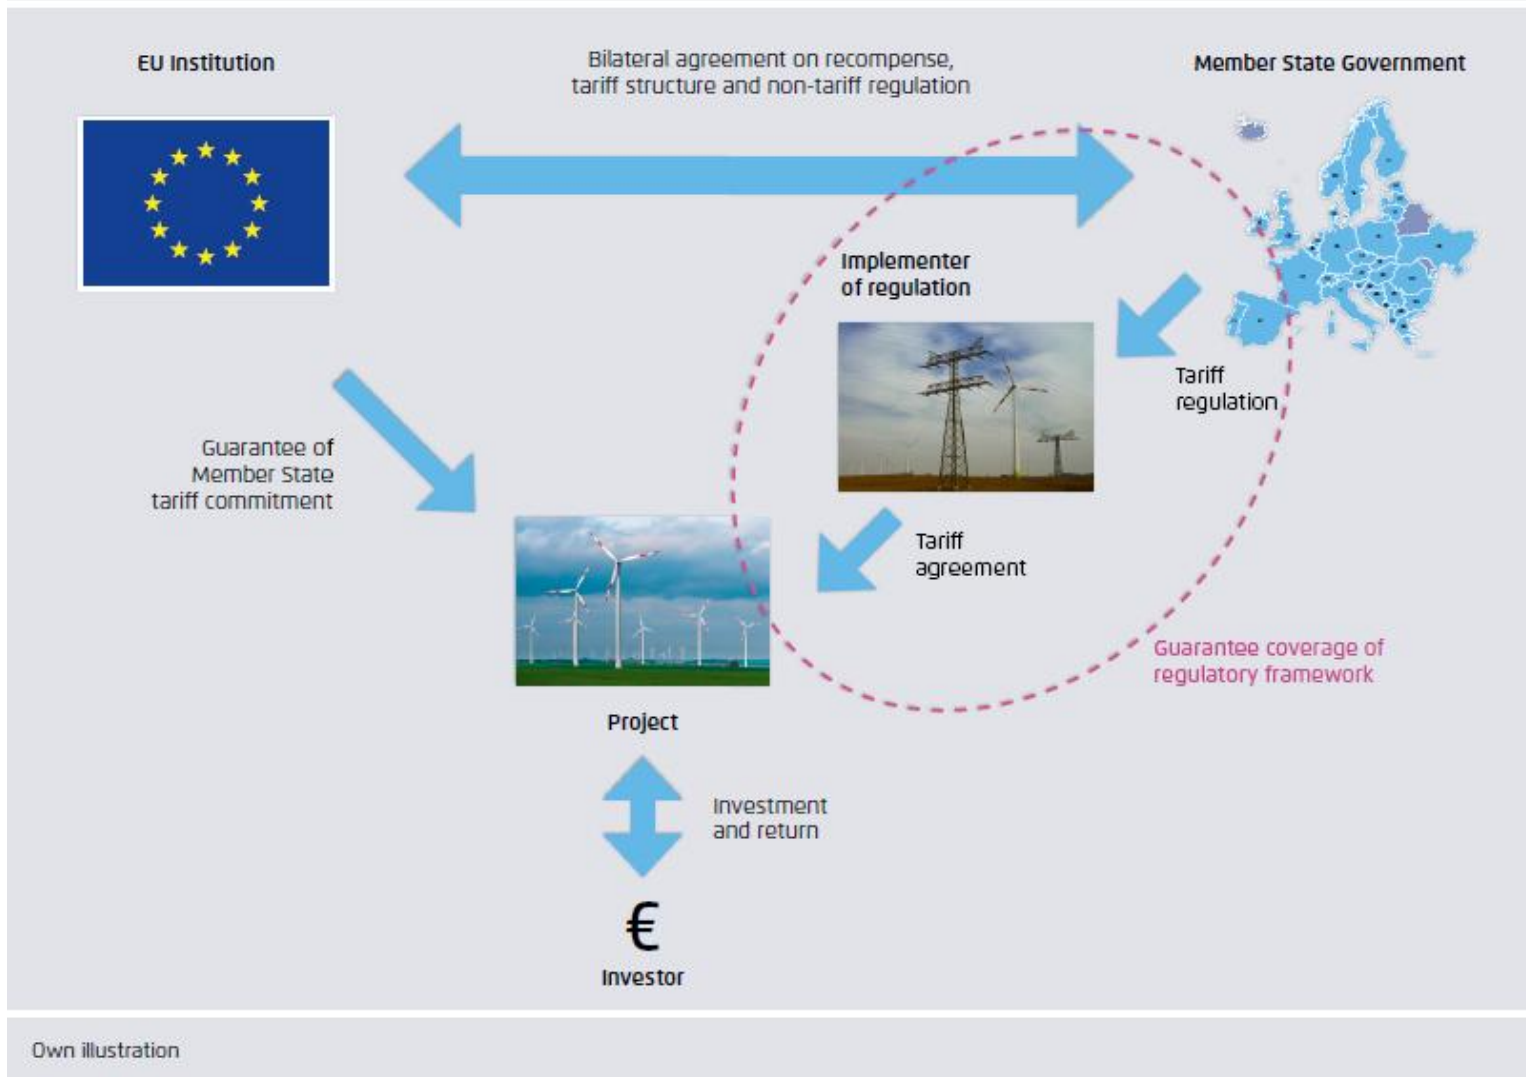 EU Institution
Bilateral agreement on recompense,
tariff structure and non-tariff regulation
Member State Government
Implementer
of regulation
Tariff
regulation
Guarantee of
Member State
tariff commitment
Tariff
agreement
Guarantee coverage of
regulatory framework
Project
Investment
and return
€
Investor
Own illustration